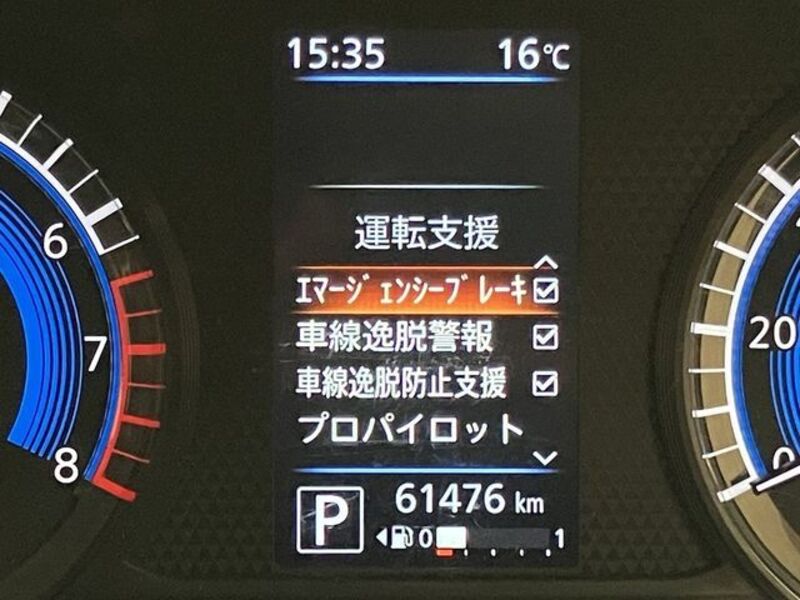 15:35 16℃
運転支援
ｴﾏｰｼﾞｪﾝｼｰﾌﾞﾚｰｷ
車線逸脱警報
車線逸脱防止支援
プロパイロット
P 61476 km
0 1
6
7
8
20
0